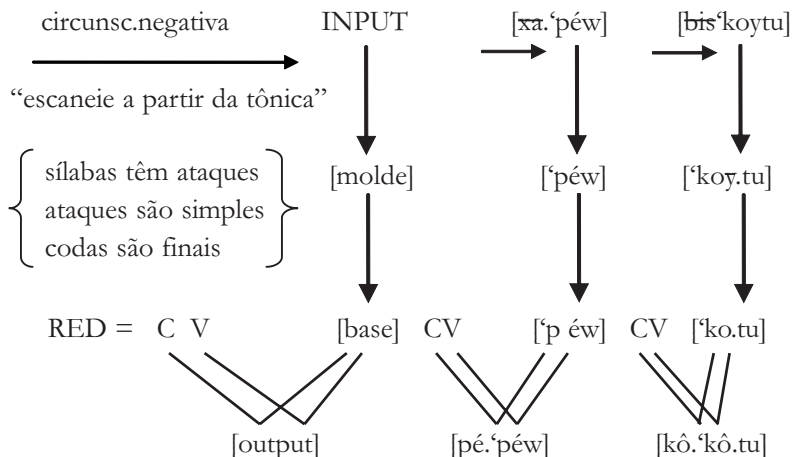 circunsc.negativa INPUT [xa.‘péw] [bis‘koytu]
“escaneie a partir da tônica”
sílabas têm ataques
ataques são simples [molde] [‘péw] [‘koy.tu]
codas são finais
RED = C V [base] CV [‘p éw] CV [‘ko.tu]
[output] [pé.‘péw] [kô.‘kô.tu]